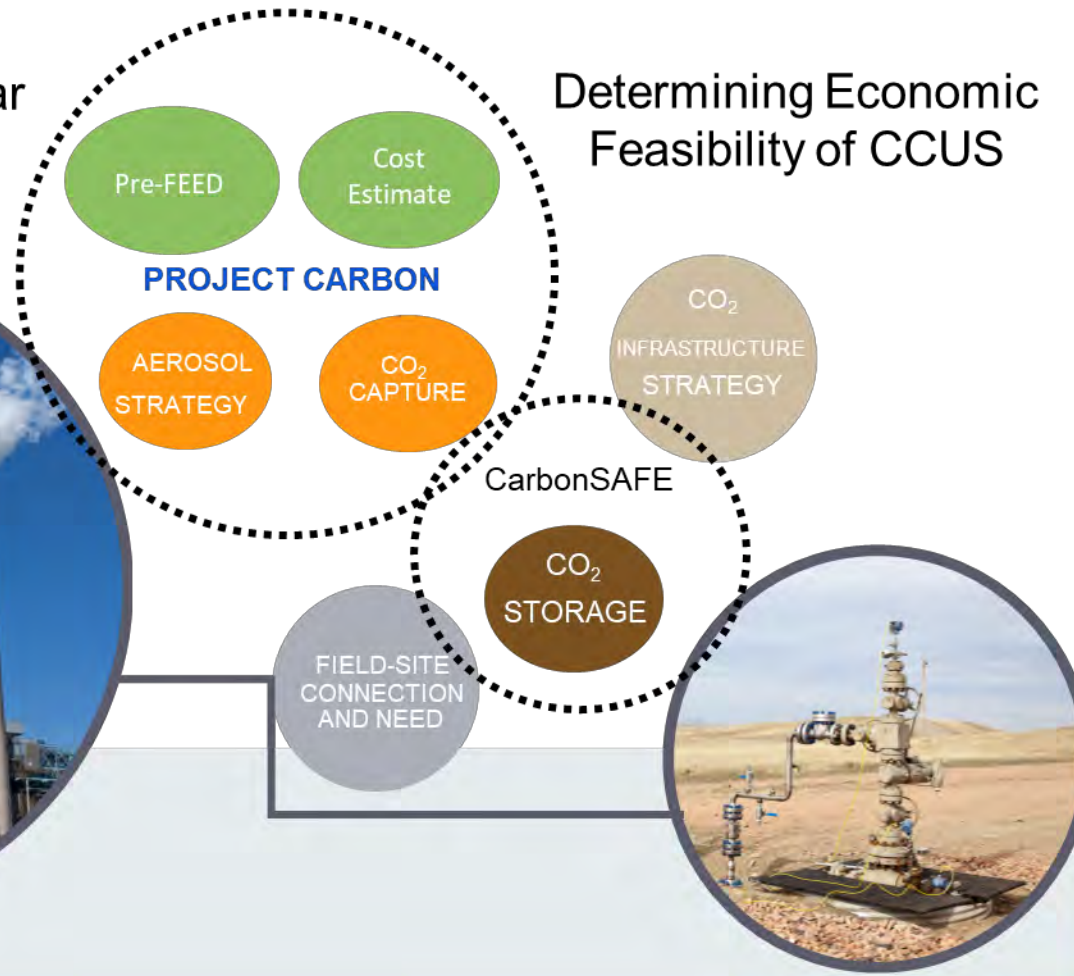 ar
Determining Economic
Feasibility of CCUS
Pre-FEED
Cost
Estimate
PROJECT CARBON
AEROSOL
STRATEGY
CO₂
CAPTURE
CO₂
INFRASTRUCTURE
STRATEGY
CarbonSAFE
CO₂
STORAGE
FIELD-SITE
CONNECTION
AND NEED